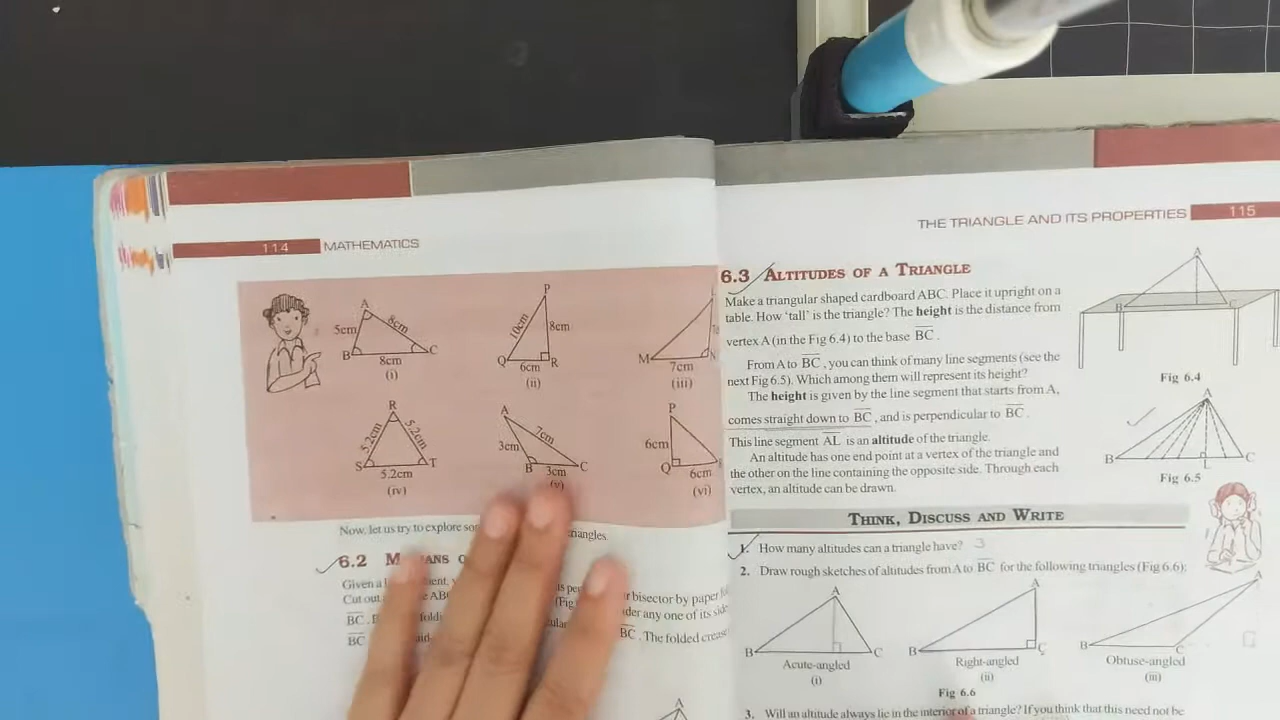 114 MATHEMATICS
A
5cm
8cm
B
C
8cm
(i)
P
10cm
8cm
Q
R
6cm
(ii)
M
N
7cm
(iii)
R
5.2cm
5.2cm
S
T
5.2cm
(iv)
A
7cm
3cm
B
C
3cm
(v)
P
6cm
Q
6cm
(vi)
Now, let us try to explore
6.2
Given a
Cut out
BC.
BC
bisector by paper
any one of its
BC. The folded
A
THE TRIANGLE AND ITS PROPERTIES 115
6.3 ALTITUDES OF A TRIANGLE
Make a triangular shaped cardboard ABC. Place it upright on a
table. How ‘tall’ is the triangle? The height is the distance from
vertex A (in the Fig 6.4) to the base BC.
From A to BC, you can think of many line segments (see the
next Fig 6.5). Which among them will represent its height?
The height is given by the line segment that starts from A,
comes straight down to BC, and is perpendicular to BC.
This line segment AL is an altitude of the triangle.
An altitude has one end point at a vertex of the triangle and
the other on the line containing the opposite side. Through each
vertex, an altitude can be drawn.
A
B
C
Fig 6.4
A
B
L
C
Fig 6.5
THINK, DISCUSS AND WRITE
1. How many altitudes can a triangle have? 3
2. Draw rough sketches of altitudes from A to BC for the following triangles (Fig 6.6):
A
B
C
Acute-angled
(i)
A
B
C
Right-angled
(ii)
A
B
C
Obtuse-angled
(iii)
Fig 6.6
3. Will an altitude always lie in the interior of a triangle? If you think that this need not be